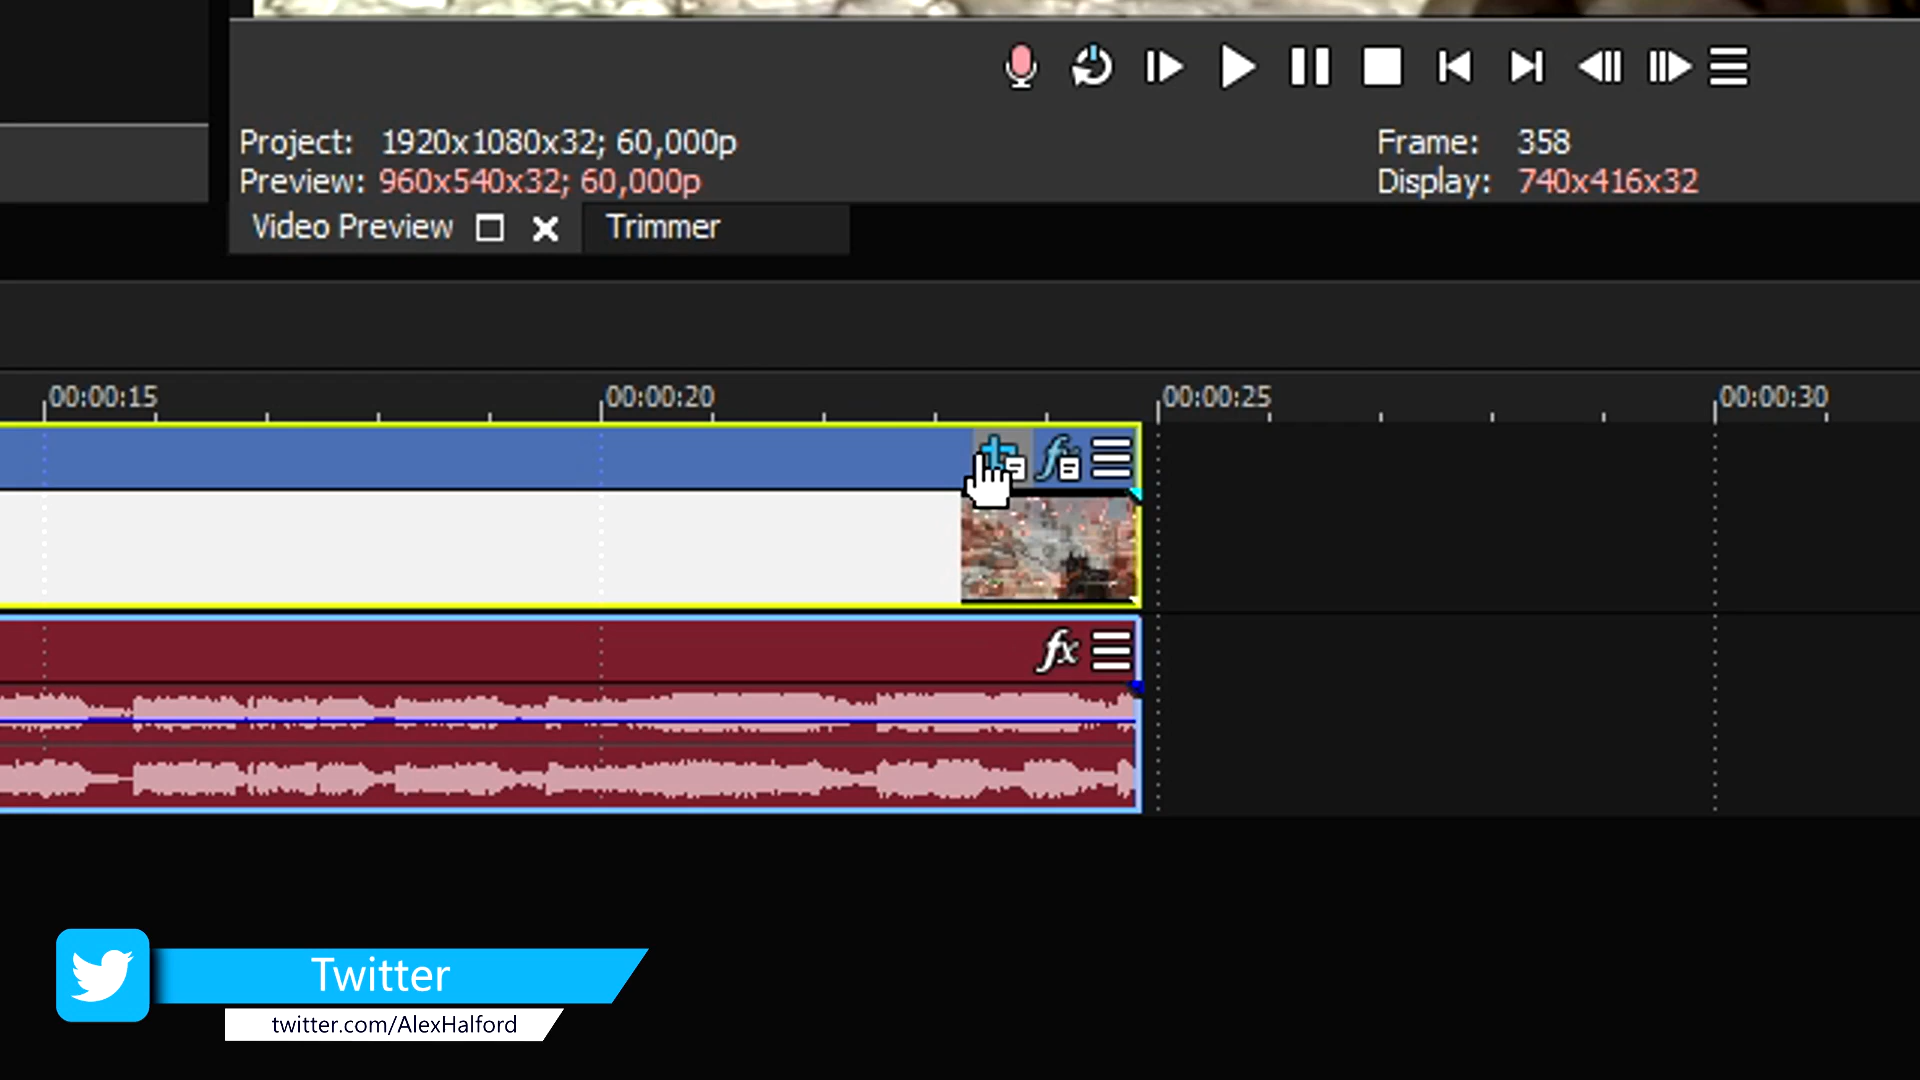 Project: 1920x1080x32; 60,000p
Frame: 358
Preview: 960x540x32; 60,000p
Display: 740x416x32
Video Preview
Trimmer
00:00:15
00:00:20
00:00:25
00:00:30
fx
Twitter
twitter.com/AlexHalford